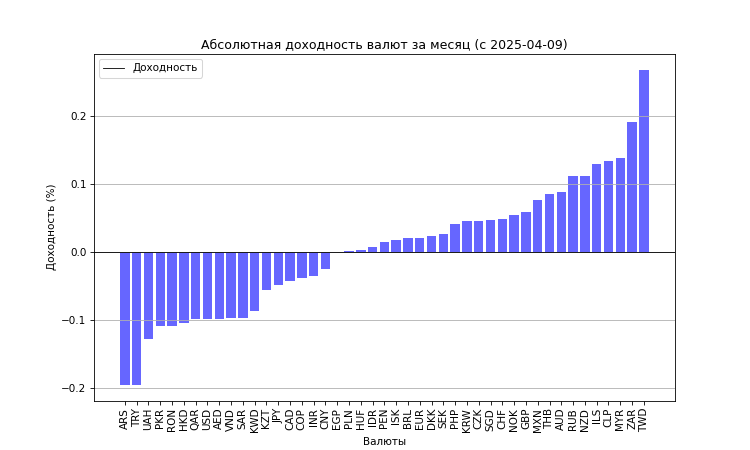 Абсолютная доходность валют за месяц (с 2025-04-09)
Доходность
Доходность (%)
0.2
0.1
0.0
−0.1
−0.2
ARS TRY UAH PKR RON HKD QAR USD AED VND SAR KWD KZT JPY CAD COP INR CNY EGP PLN HUF IDR PEN ISK BRL EUR DKK SEK PHP KRW CZK SGD CHF NOK GBP MXN THB AUD RUB NZD ILS CLP MYR ZAR TWD
Валюты